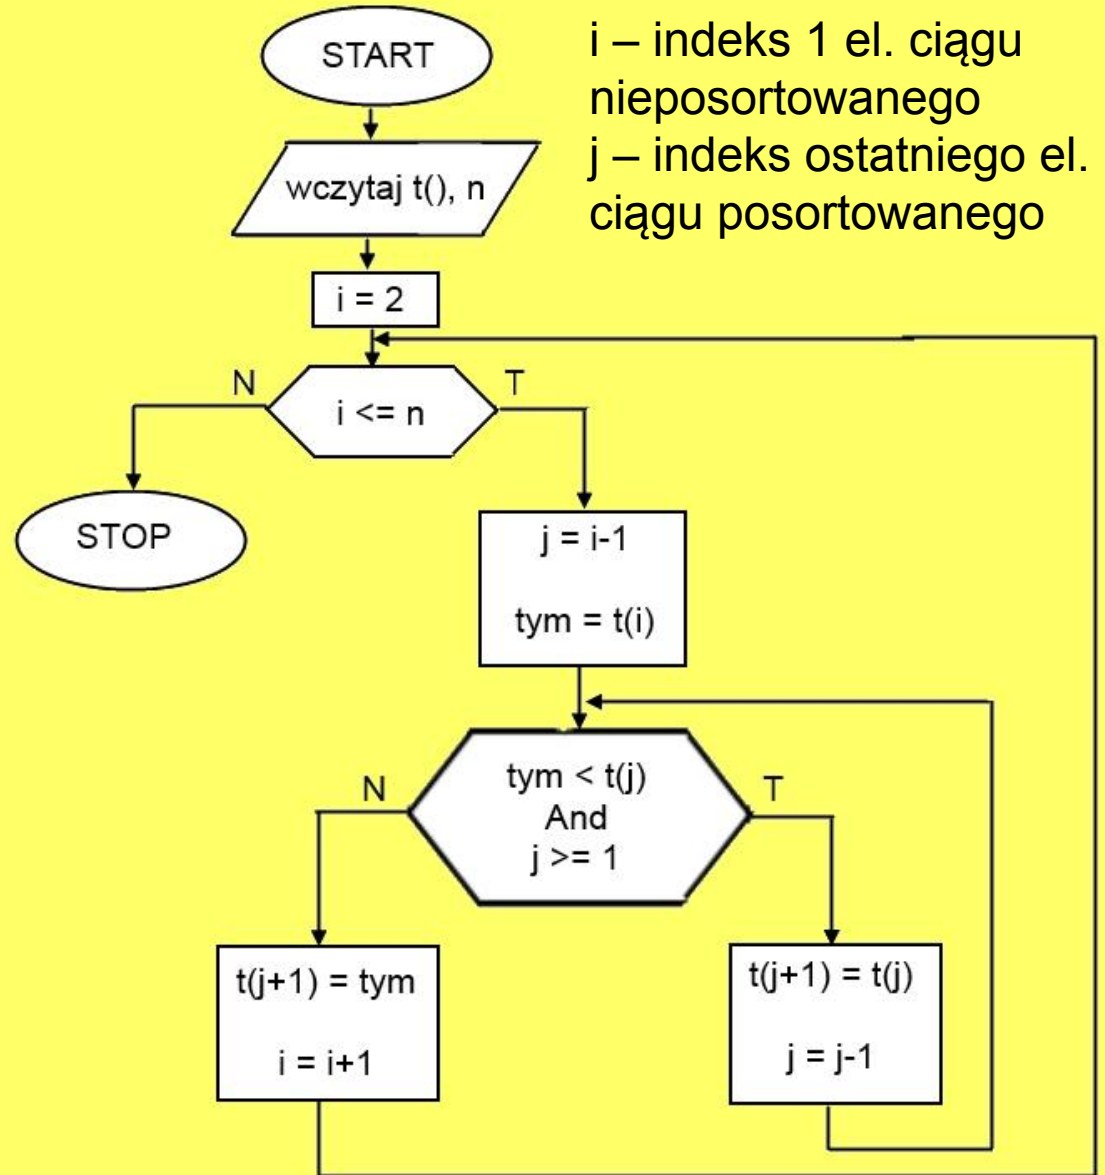 START
i – indeks 1 el. ciągu
nieposortowanego
j – indeks ostatniego el.
ciągu posortowanego
wczytaj t(), n
i = 2
N
T
i <= n
STOP
j = i-1
tym = t(i)
N
T
tym < t(j)
And
j >= 1
t(j+1) = tym
i = i+1
t(j+1) = t(j)
j = j-1